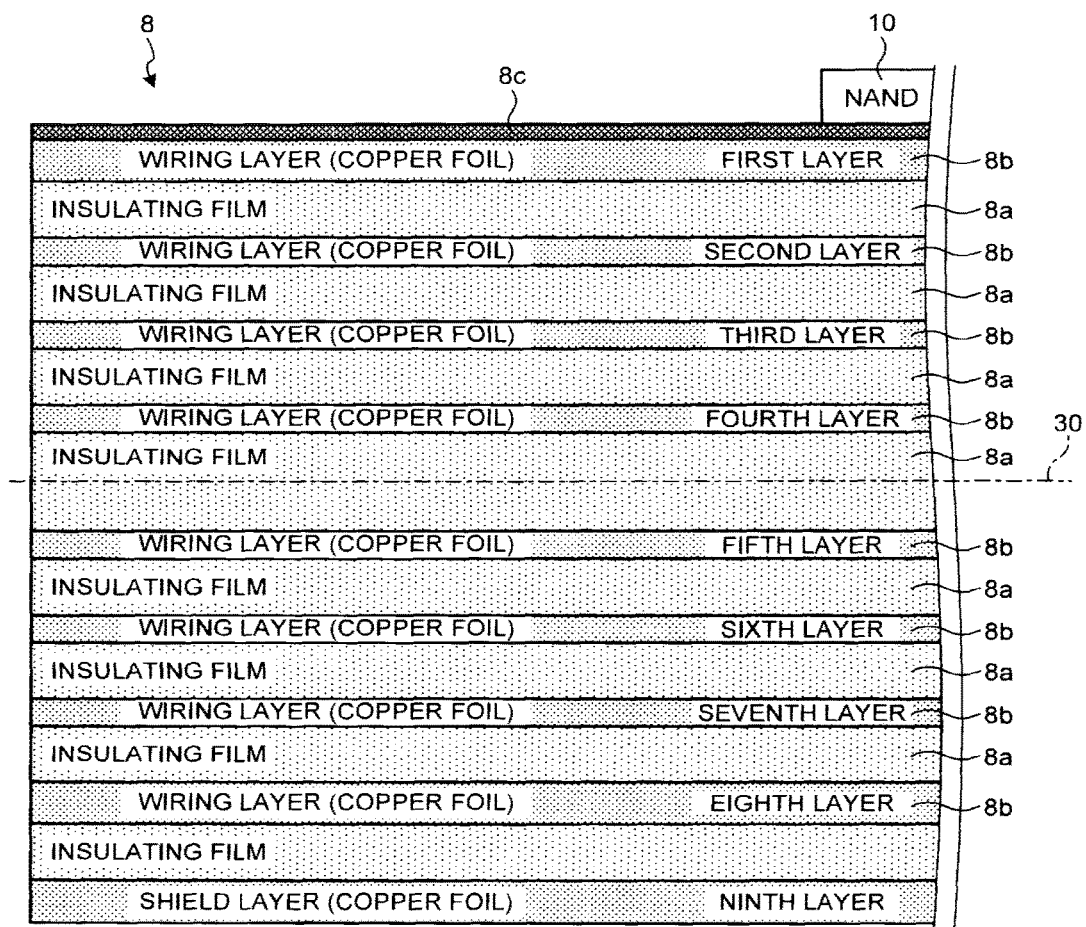 8
10
8c
NAND
WIRING LAYER (COPPER FOIL) FIRST LAYER 8b
INSULATING FILM 8a
WIRING LAYER (COPPER FOIL) SECOND LAYER 8b
INSULATING FILM 8a
WIRING LAYER (COPPER FOIL) THIRD LAYER 8b
INSULATING FILM 8a
WIRING LAYER (COPPER FOIL) FOURTH LAYER 8b
30
INSULATING FILM 8a
WIRING LAYER (COPPER FOIL) FIFTH LAYER 8b
INSULATING FILM 8a
WIRING LAYER (COPPER FOIL) SIXTH LAYER 8b
INSULATING FILM 8a
WIRING LAYER (COPPER FOIL) SEVENTH LAYER 8b
INSULATING FILM 8a
WIRING LAYER (COPPER FOIL) EIGHTH LAYER 8b
INSULATING FILM
SHIELD LAYER (COPPER FOIL) NINTH LAYER